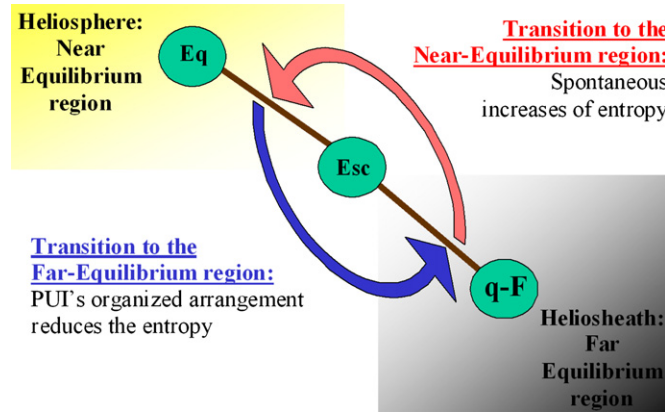 Heliosphere:
Near
Equilibrium
region
Eq
Transition to the
Near-Equilibrium region:
Spontaneous
increases of entropy
Esc
Transition to the
Far-Equilibrium region:
PUI's organized arrangement
reduces the entropy
q-F
Heliosheath:
Far
Equilibrium
region